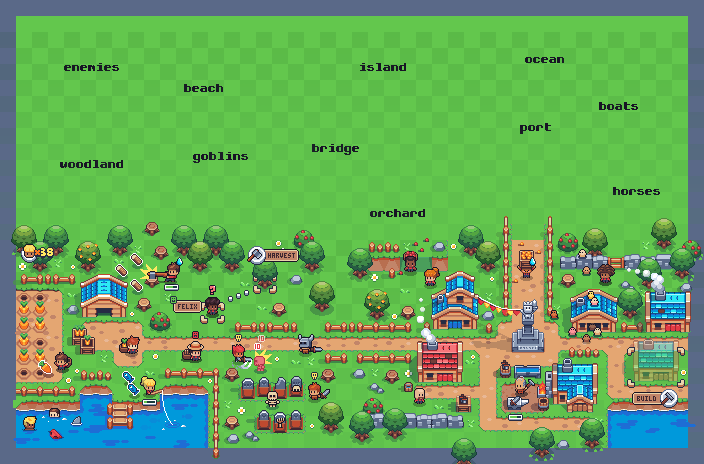 ocean
enemies
island
beach
boats
port
bridge
goblins
woodland
horses
orchard
38
HARVEST
FELIX
BUILD